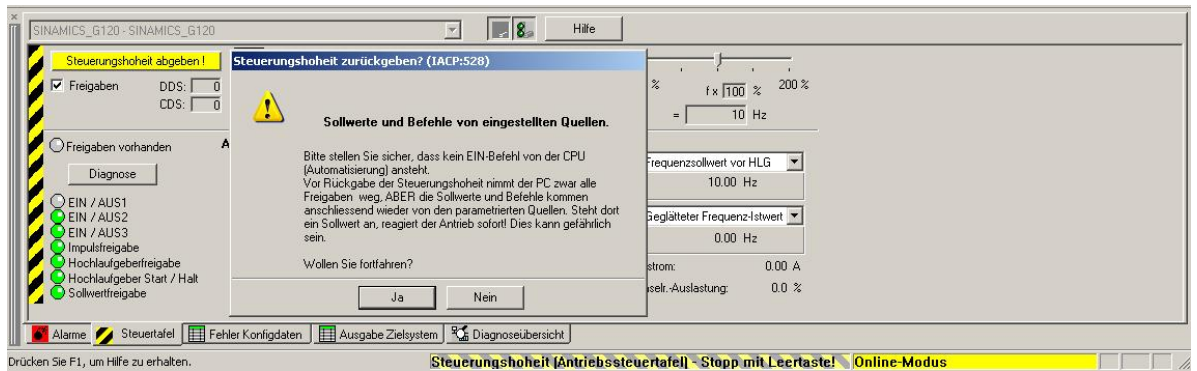 SINAMICS_G120 - SINAMICS_G120
Hilfe
Steuerungshoheit abgeben !
Freigaben
DDS: 0
CDS: 0
Freigaben vorhanden
A
Diagnose
EIN / AUS1
EIN / AUS2
EIN / AUS3
Impulsfreigabe
Hochlaufgeberfreigabe
Hochlaufgeber Start / Halt
Sollwertfreigabe
Steuerungshoheit zurückgeben? (IACP:528)
Sollwerte und Befehle von eingestellten Quellen.
Bitte stellen Sie sicher, dass kein EIN-Befehl von der CPU
(Automatisierung) ansteht.
Vor Rückgabe der Steuerungshoheit nimmt der PC zwar alle
Freigaben weg, ABER die Sollwerte und Befehle kommen
anschliessend wieder von den parametrierten Quellen. Steht dort
ein Sollwert an, reagiert der Antrieb sofort! Dies kann gefährlich
sein.
Wollen Sie fortfahren?
Ja
Nein
% f x 100 % 200 %
= 10 Hz
Frequenzsollwert vor HLG
10.00 Hz
Geglätteter Frequenz-Istwert
0.00 Hz
strom: 0.00 A
Auslastung: 0.0 %
Alarme
Steuertafel
Fehler Konfigdaten
Ausgabe Zielsystem
Diagnoseübersicht
Drücken Sie F1, um Hilfe zu erhalten.
Steuerungshoheit (Antriebssteuertafel) - Stopp mit Leertaste!
Online-Modus